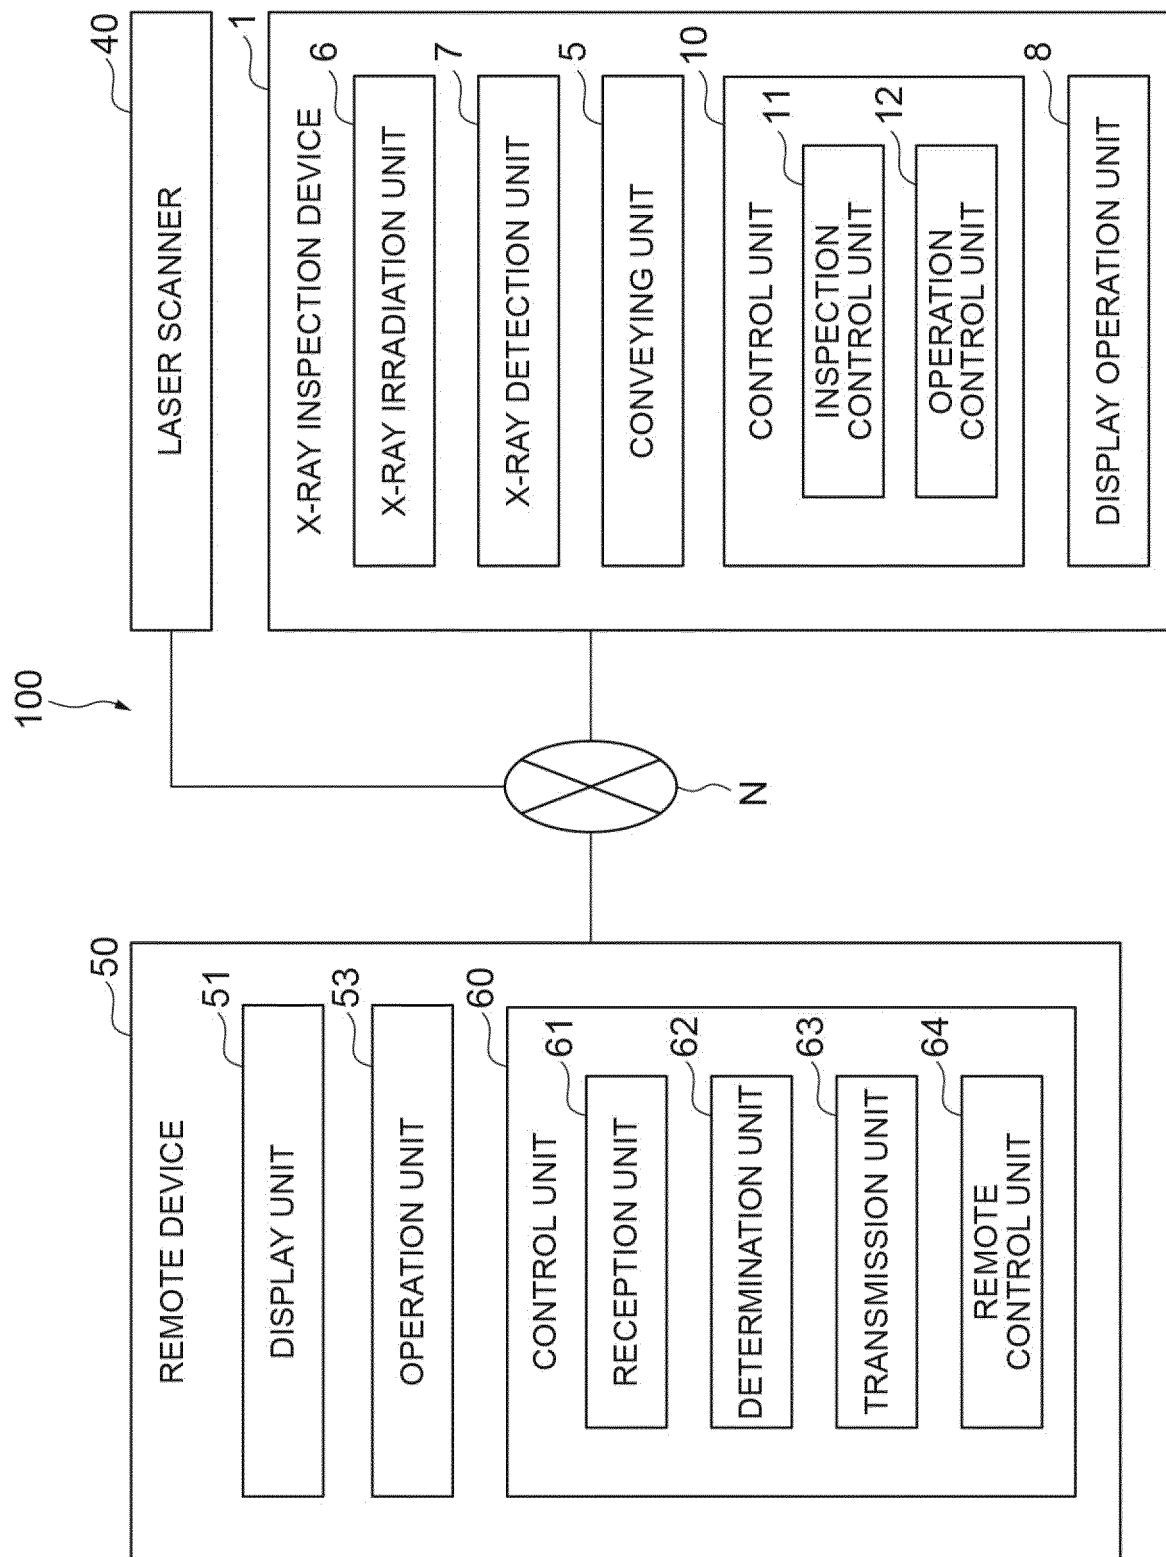 100
50
REMOTE DEVICE
51
DISPLAY UNIT
53
OPERATION UNIT
60
CONTROL UNIT
61
RECEPTION UNIT
62
DETERMINATION UNIT
63
TRANSMISSION UNIT
64
REMOTE
CONTROL UNIT
N
40
LASER SCANNER
1
X-RAY INSPECTION DEVICE
6
X-RAY IRRADIATION UNIT
7
X-RAY DETECTION UNIT
5
CONVEYING UNIT
10
CONTROL UNIT
11
INSPECTION
CONTROL UNIT
12
OPERATION
CONTROL UNIT
8
DISPLAY OPERATION UNIT